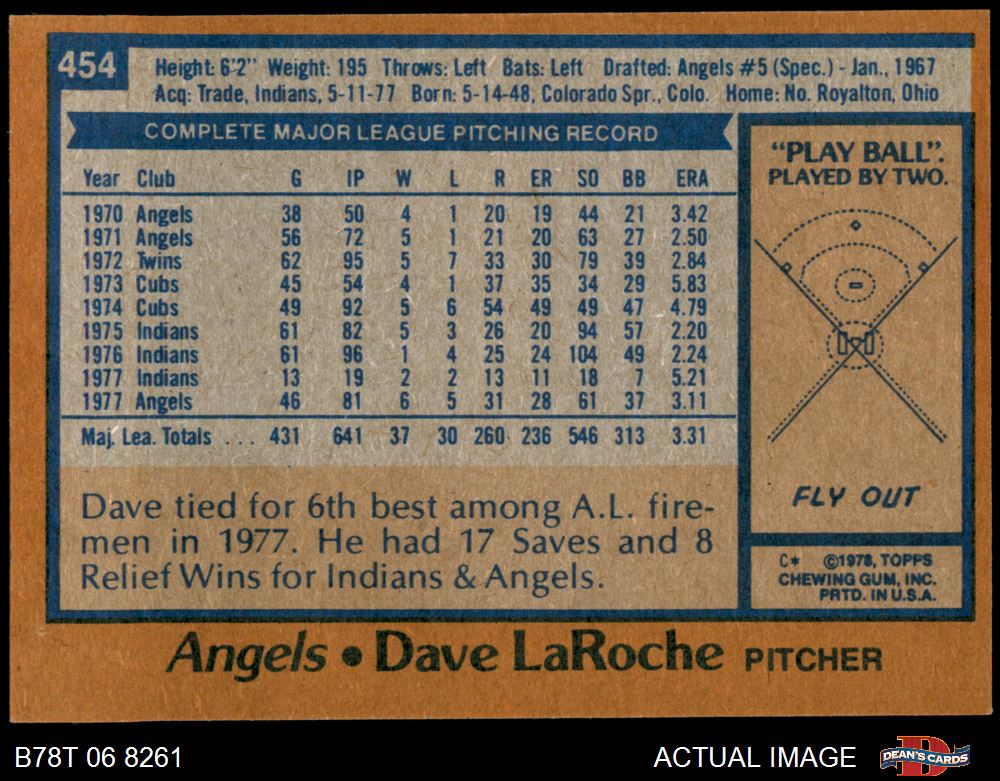 454
Height: 6'2" Weight: 195 Throws: Left Bats: Left Drafted: Angels #5 (Spec.) - Jan., 1967
Acq: Trade, Indians, 5-11-77 Born: 5-14-48, Colorado Spr., Colo. Home: No. Royalton, Ohio
COMPLETE MAJOR LEAGUE PITCHING RECORD
Year Club G IP W L R ER SO BB ERA
1970 Angels 38 50 4 1 20 19 44 21 3.42
1971 Angels 56 72 5 1 21 20 63 27 2.50
1972 Twins 62 95 5 7 33 30 79 39 2.84
1973 Cubs 45 54 4 1 37 35 34 29 5.83
1974 Cubs 49 92 5 6 54 49 49 47 4.79
1975 Indians 61 82 5 3 26 20 94 57 2.20
1976 Indians 61 96 1 4 25 24 104 49 2.24
1977 Indians 13 19 2 2 13 11 18 7 5.21
1977 Angels 46 81 6 5 31 28 61 37 3.11
Maj. Lea. Totals ... 431 641 37 30 260 236 546 313 3.31
Dave tied for 6th best among A.L. fire-
men in 1977. He had 17 Saves and 8
Relief Wins for Indians & Angels.
"PLAY BALL".
PLAYED BY TWO.
FLY OUT
C* ©1978, TOPPS
CHEWING GUM, INC.
PRTD. IN U.S.A.
Angels • Dave LaRoche PITCHER
B78T 06 8261
ACTUAL IMAGE
DEAN'S CARDS